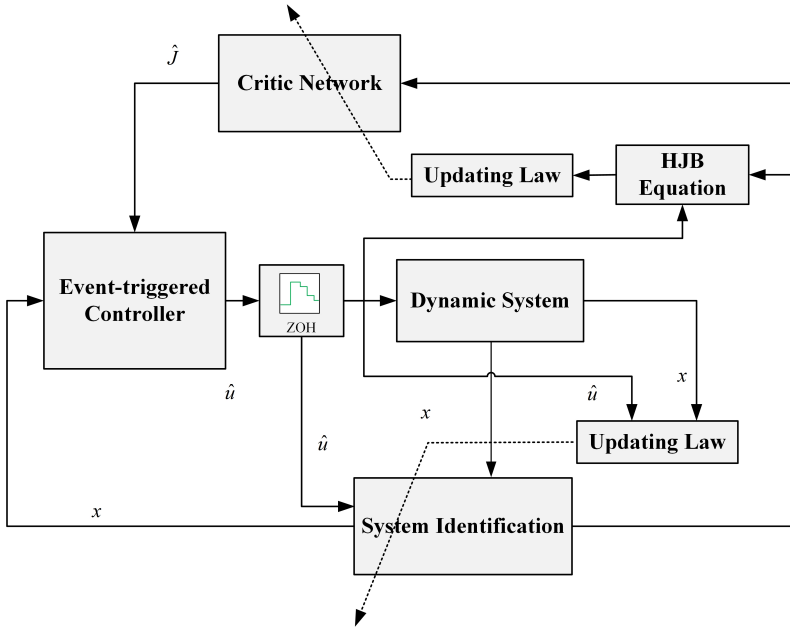 Ĵ
Critic Network
Updating Law
HJB
Equation
Event-triggered
Controller
ZOH
Dynamic System
û
û
x
û
x
Updating Law
x
System Identification